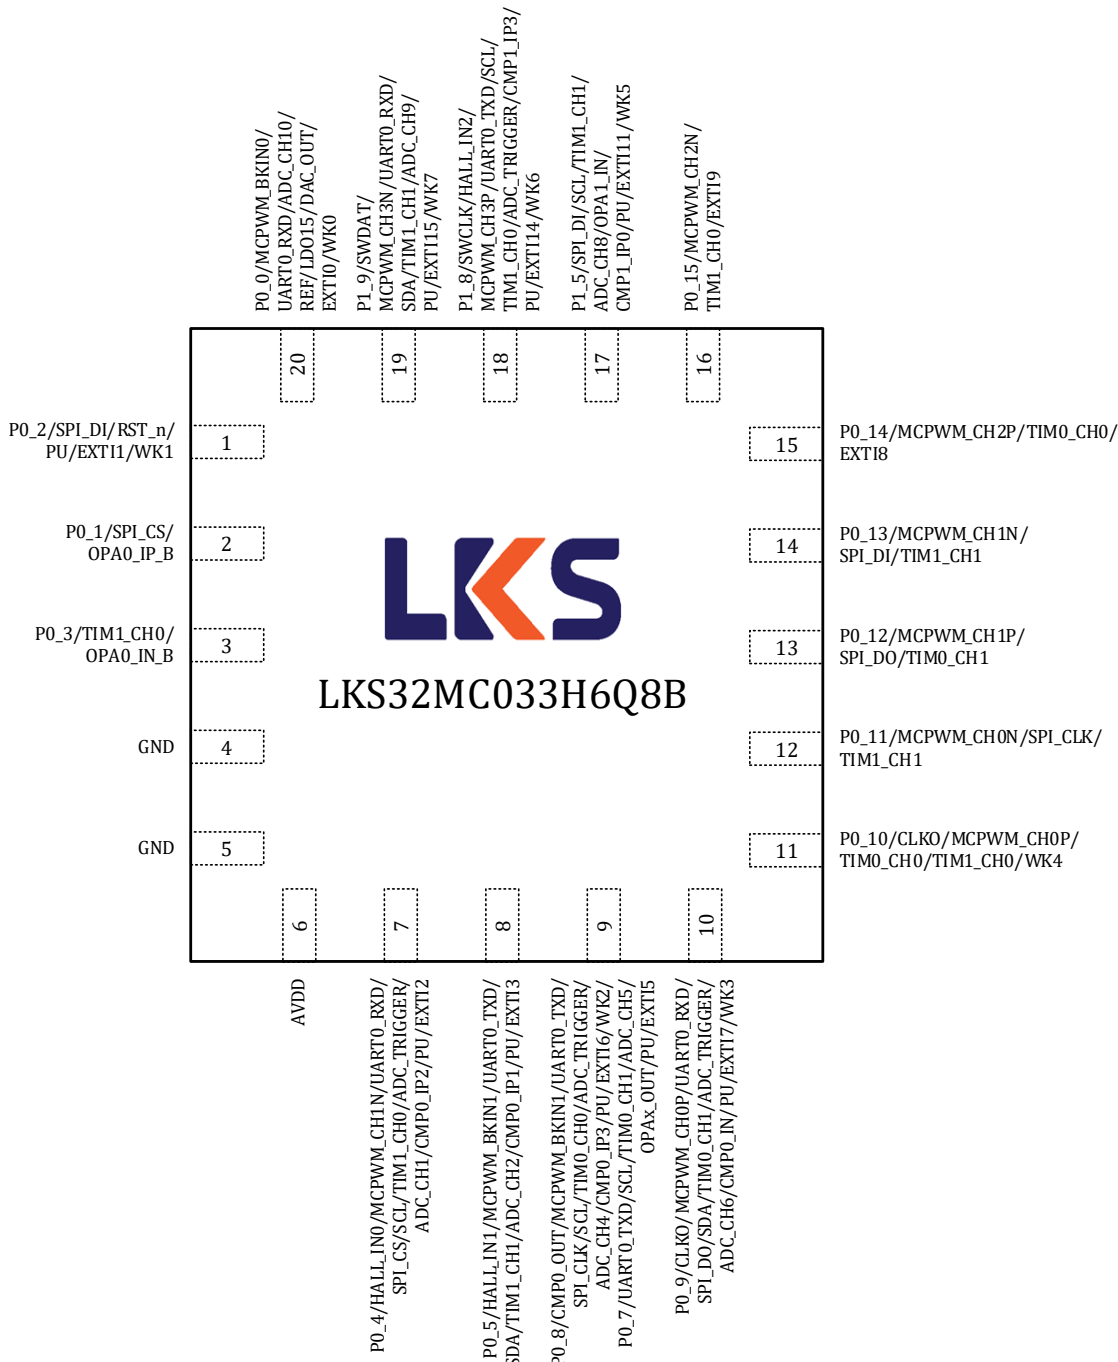 P0_0/MCPWM_BKIN0/
UART0_RXD/ADC_CH10/
REF/LDO15/DAC_OUT/
EXTI0/WK0
P1_9/SWDAT/
MCPWM_CH3N/UART0_RXD/
SDA/TIM1_CH1/ADC_CH9/
PU/EXTI15/WK7
P1_8/SWCLK/HALL_IN2/
MCPWM_CH3P/UART0_TXD/SCL/
TIM1_CH0/ADC_TRIGGER/CMP1_IP3/
PU/EXTI14/WK6
P1_5/SPI_DI/SCL/TIM1_CH1/
ADC_CH8/OPA1_IN/
CMP1_IP0/PU/EXTI11/WK5
P0_15/MCPWM_CH2N/
TIM1_CH0/EXTI9
20
19
18
17
16
P0_2/SPI_DI/RST_n/
PU/EXTI1/WK1
1
P0_1/SPI_CS/
OPA0_IP_B
2
P0_3/TIM1_CH0/
OPA0_IN_B
3
GND
4
GND
5
LKS
LKS32MC033H6Q8B
15
P0_14/MCPWM_CH2P/TIM0_CH0/
EXTI8
14
P0_13/MCPWM_CH1N/
SPI_DI/TIM1_CH1
13
P0_12/MCPWM_CH1P/
SPI_DO/TIM0_CH1
12
P0_11/MCPWM_CH0N/SPI_CLK/
TIM1_CH1
11
P0_10/CLKO/MCPWM_CH0P/
TIM0_CH0/TIM1_CH0/WK4
6
7
8
9
10
AVDD
P0_4/HALL_IN0/MCPWM_CH1N/UART0_RXD/
SPI_CS/SCL/TIM1_CH0/ADC_TRIGGER/
ADC_CH1/CMP0_IP2/PU/EXTI2
P0_5/HALL_IN1/MCPWM_BKIN1/UART0_TXD/
SDA/TIM1_CH1/ADC_CH2/CMP0_IP1/PU/EXTI3
P0_8/CMP0_OUT/MCPWM_BKIN1/UART0_TXD/
SPI_CLK/SCL/TIM0_CH0/ADC_TRIGGER/
ADC_CH4/CMP0_IP3/PU/EXTI6/WK2/
P0_7/UART0_TXD/SCL/TIM0_CH1/ADC_CH5/
OPAx_OUT/PU/EXTI5
P0_9/CLKO/MCPWM_CH0P/UART0_RXD/
SPI_DO/SDA/TIM0_CH1/ADC_TRIGGER/
ADC_CH6/CMP0_IN/PU/EXTI7/WK3